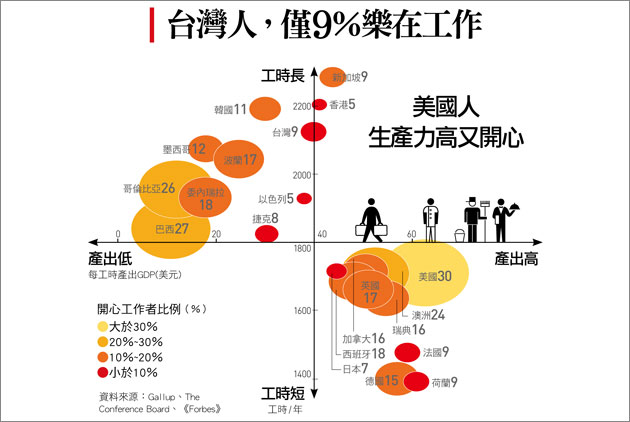 台灣人，僅9%樂在工作
工時長
新加坡9
2200
香港5
韓國11
美國人
生產力高又開心
台灣9
墨西哥12
波蘭17
2000
哥倫比亞26
委內瑞拉
18
以色列5
巴西27
捷克8
1800
0
20
40
60
產出低
每工時產出GDP(美元)
產出高
美國30
英國
17
1600
澳洲24
瑞典16
加拿大16
西班牙18
日本7
法國9
德國15
荷蘭9
1400
開心工作者比例（%）
大於30%
20%~30%
10%~20%
小於10%
工時短
工時/年
資料來源：Gallup、The
Conference Board、《Forbes》